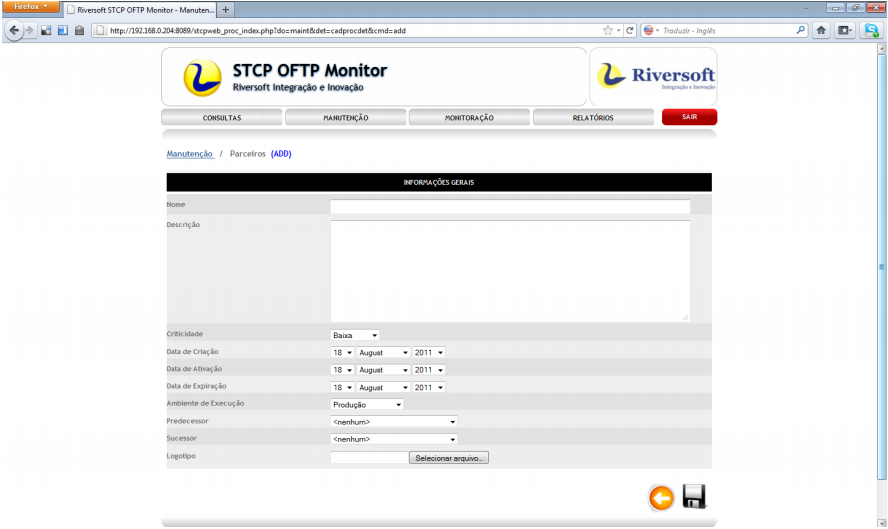 Firefox
Riversoft STCP OFTP Monitor - Manuten...
http://192.168.0.204:8089/stcpweb_proc_index.php?do=maint&det=cadprocdet&cmd=add
Traduzir - Inglês
STCP OFTP Monitor
Riversoft Integração e Inovação
Riversoft
Integração e Inovação
CONSULTAS
MANUTENÇÃO
MONITORAÇÃO
RELATÓRIOS
SAIR
Manutenção / Parceiros (ADD)
INFORMAÇÕES GERAIS
Nome
Descrição
Criticidade Baixa
Data de Criação 18 August 2011
Data de Ativação 18 August 2011
Data de Expiração 18 August 2011
Ambiente de Execução Produção
Predecessor <nenhum>
Sucessor <nenhum>
Logotipo Selecionar arquivo...